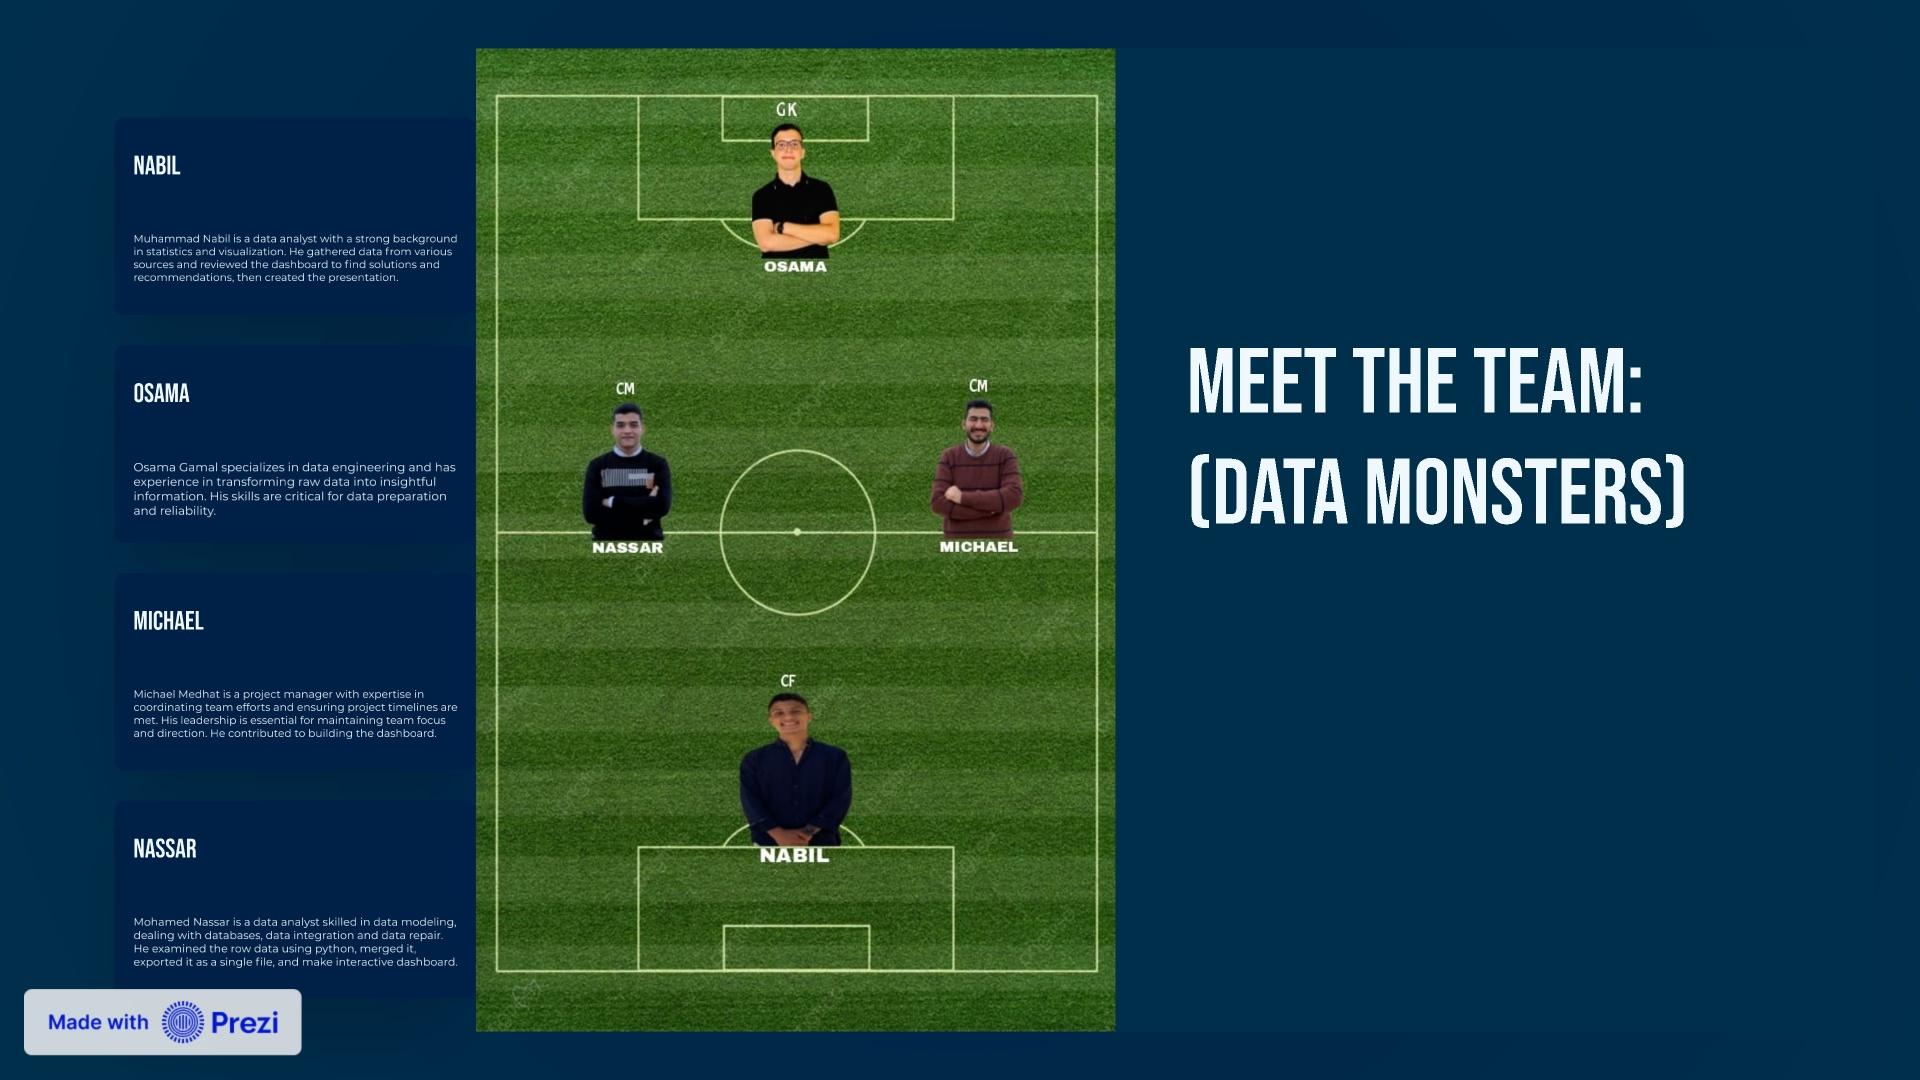 NABIL
Muhammad Nabil is a data analyst with a strong background
in statistics and visualization. He gathered data from various
sources and reviewed the dashboard to find solutions and
recommendations, then created the presentation.
OSAMA
Osama Gamal specializes in data engineering and has
experience in transforming raw data into insightful
information. His skills are critical for data preparation
and reliability.
MICHAEL
Michael Medhat is a project manager with expertise in
coordinating team efforts and ensuring project timelines are
met. His leadership is essential for maintaining team focus
and direction. He contributed to building the dashboard.
NASSAR
Mohamed Nassar is a data analyst skilled in data modeling,
dealing with databases, data integration and data repair.
He examined the row data using python, merged it,
exported it as a single file, and make interactive dashboard.
GK
OSAMA
CM
NASSAR
CM
MICHAEL
CF
NABIL
MEET THE TEAM:
(DATA MONSTERS)
Made with Prezi